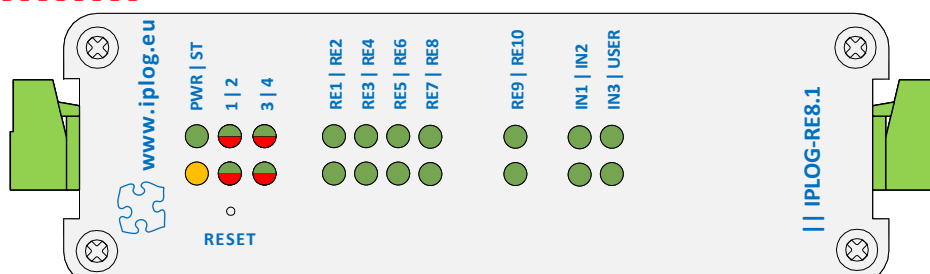 www.iplog.eu
PWR | ST
1 | 2
3 | 4
RE1 | RE2
RE3 | RE4
RE5 | RE6
RE7 | RE8
RE9 | RE10
IN1 | IN2
IN3 | USER
|| IPLOG-RE8.1
RESET